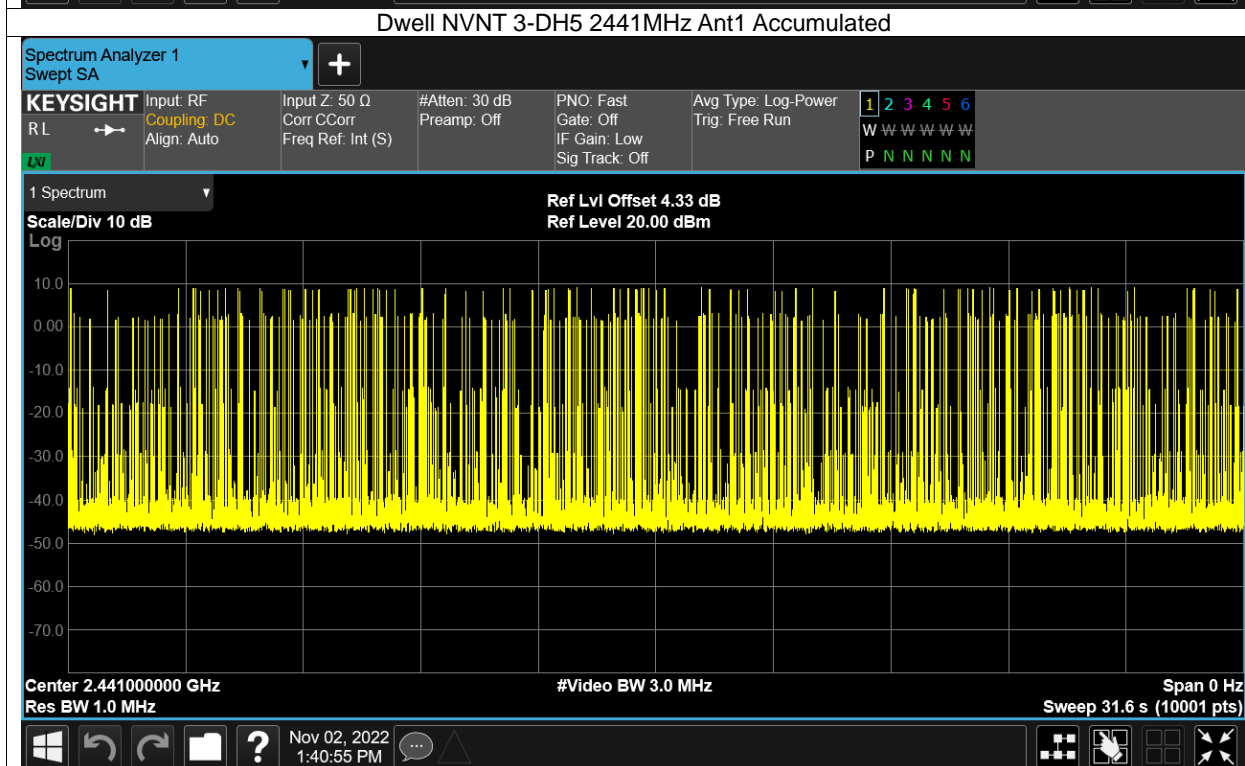 Dwell NVNT 3-DH5 2441MHz Ant1 Accumulated
Spectrum Analyzer 1
Swept SA
KEYSIGHT Input: RF Input Z: 50 Ω #Atten: 30 dB PNO: Fast Avg Type: Log-Power 1 2 3 4 5 6
R L Coupling: DC Corr CCorr Preamp: Off Gate: Off Trig: Free Run W W W W W W
Align: Auto Freq Ref: Int (S) IF Gain: Low
LXI Sig Track: Off P N N N N N
1 Spectrum Ref Lvl Offset 4.33 dB
Scale/Div 10 dB Ref Level 20.00 dBm
Log
10.0
0.00
-10.0
-20.0
-30.0
-40.0
-50.0
-60.0
-70.0
Center 2.441000000 GHz #Video BW 3.0 MHz Span 0 Hz
Res BW 1.0 MHz Sweep 31.6 s (10001 pts)
? Nov 02, 2022
1:40:55 PM